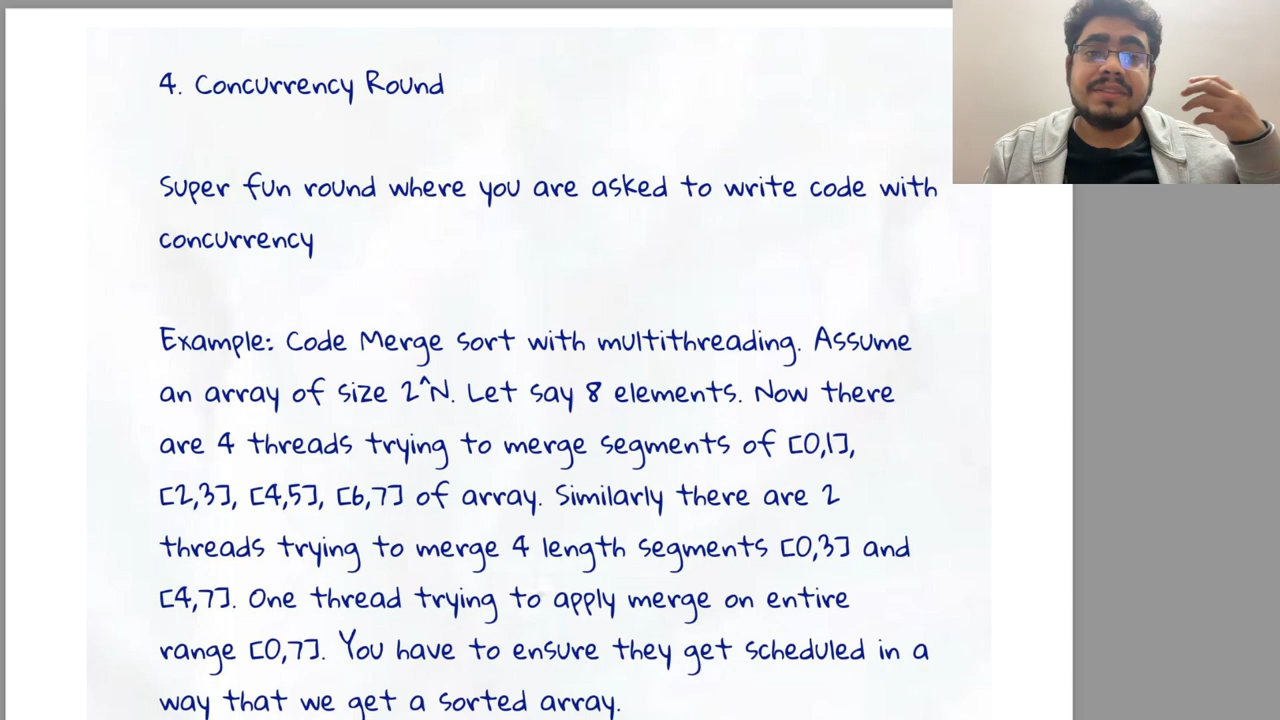 4. Concurrency Round
Super fun round where you are asked to write code with
concurrency
Example: Code Merge sort with multithreading. Assume
an array of size 2^N. Let say 8 elements. Now there
are 4 threads trying to merge segments of [0,1],
[2,3], [4,5], [6,7] of array. Similarly there are 2
threads trying to merge 4 length segments [0,3] and
[4,7]. One thread trying to apply merge on entire
range [0,7]. You have to ensure they get scheduled in a
way that we get a sorted array.